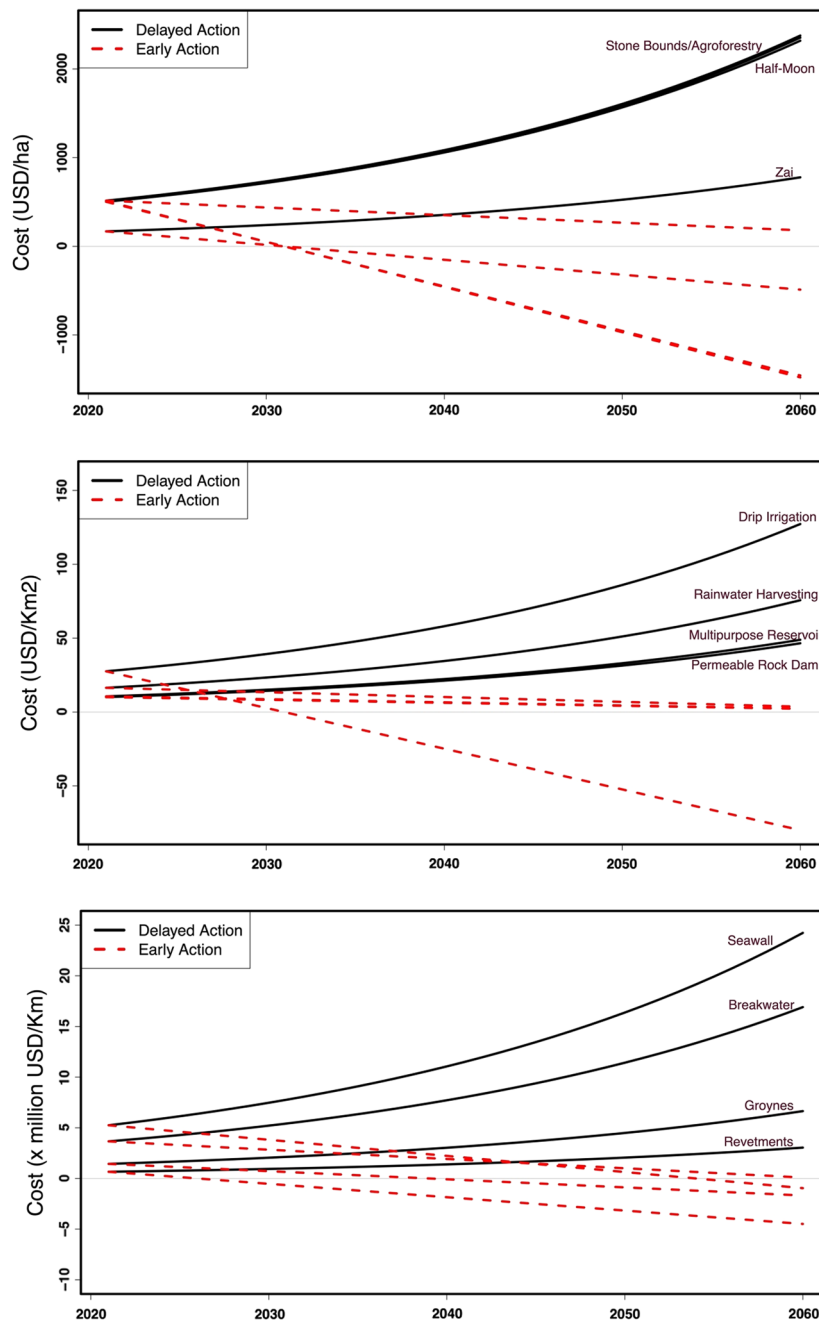 Delayed Action
Early Action
Stone Bounds/Agroforestry
Half-Moon
Zai
Cost (USD/ha)
2000
1000
0
−1000
2020 2030 2040 2050 2060
Delayed Action
Early Action
Drip Irrigation
Rainwater Harvesting
Multipurpose Reservoi
Permeable Rock Dam
Cost (USD/Km2)
150
100
50
0
−50
2020 2030 2040 2050 2060
Delayed Action
Early Action
Seawall
Breakwater
Groynes
Revetments
Cost (x million USD/Km)
25
20
15
10
5
0
−5
−10
2020 2030 2040 2050 2060